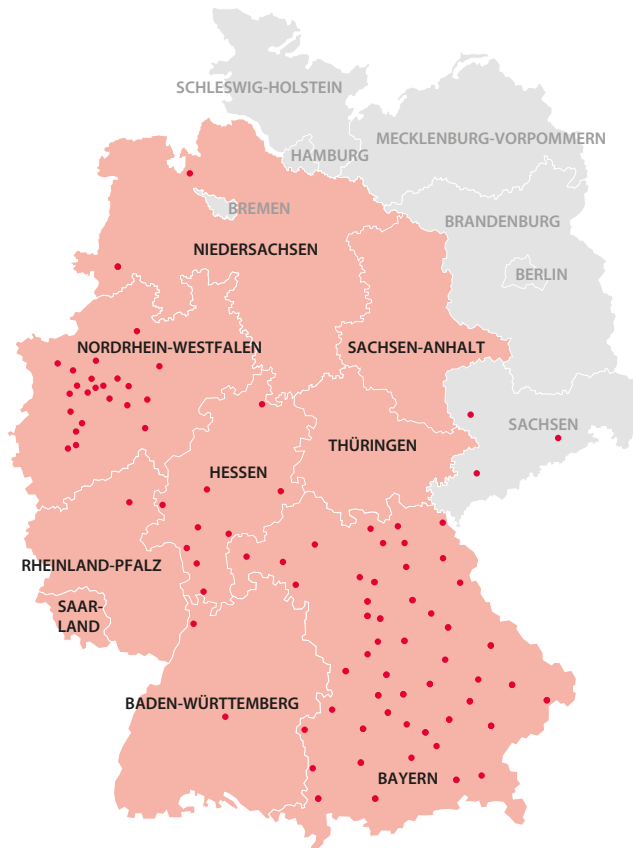 SCHLESWIG-HOLSTEIN
MECKLENBURG-VORPOMMERN
HAMBURG
BREMEN
BRANDENBURG
NIEDERSACHSEN
BERLIN
NORDRHEIN-WESTFALEN
SACHSEN-ANHALT
SACHSEN
THÜRINGEN
HESSEN
RHEINLAND-PFALZ
SAAR-
LAND
BADEN-WÜRTTEMBERG
BAYERN